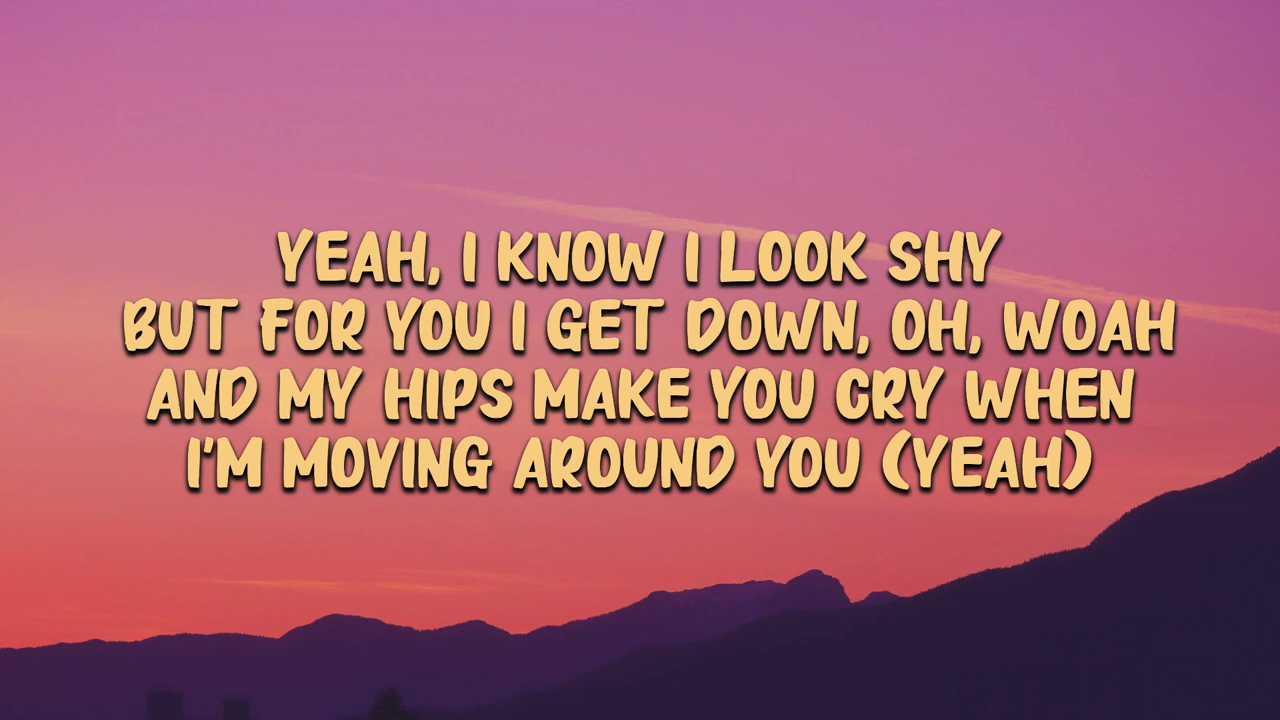 YEAH, I KNOW I LOOK SHY
BUT FOR YOU I GET DOWN, OH, WOAH
AND MY HIPS MAKE YOU CRY WHEN
I'M MOVING AROUND YOU (YEAH)